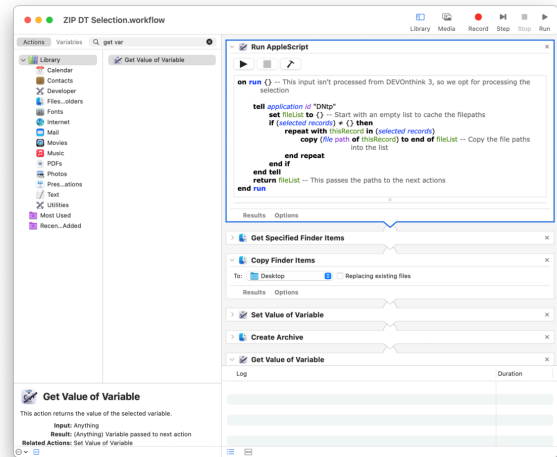 ZIP DT Selection.workflow
Library Media Record Step Stop Run
Actions Variables get var
Library
Calendar
Contacts
Developer
Files...olders
Fonts
Internet
Mail
Movies
Music
PDFs
Photos
Pres...ations
Text
Utilities
Most Used
Recen...Added
Get Value of Variable
Run AppleScript
on run {} -- This input isn't processed from DEVOnthink 3, so we opt for processing the
selection
tell application id "DNtp"
set fileList to {} -- Start with an empty list to cache the filepaths
if (selected records) ≠ {} then
repeat with thisRecord in (selected records)
copy (file path of thisRecord) to end of fileList -- Copy the file paths
into the list
end repeat
end if
end tell
return fileList -- This passes the paths to the next actions
end run
Results Options
Get Specified Finder Items
Copy Finder Items
To: Desktop Replacing existing files
Results Options
Set Value of Variable
Create Archive
Get Value of Variable
Log Duration
Get Value of Variable
This action returns the value of the selected variable.
Input: Anything
Result: (Anything) Variable passed to next action
Related Actions: Set Value of Variable